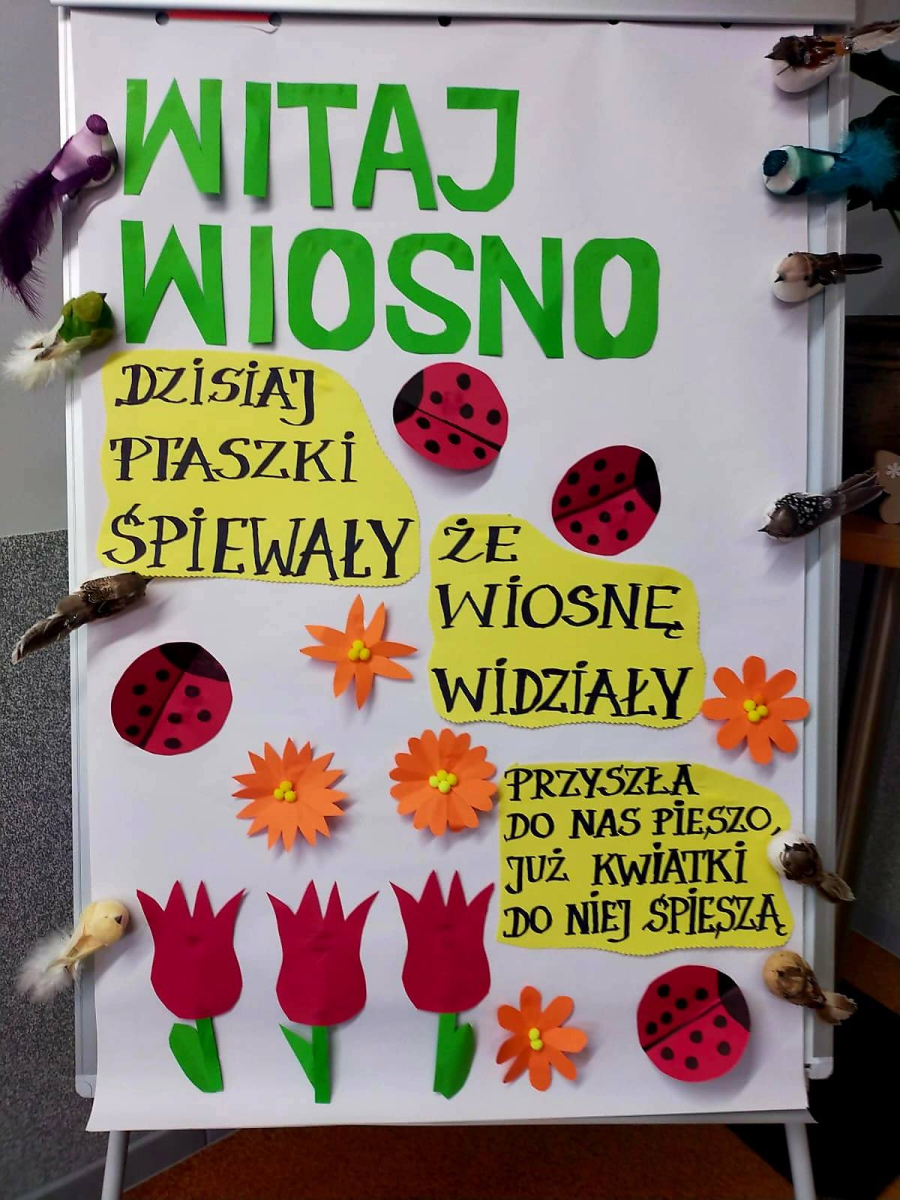 WITAJ
WIOSNO
DZISIAJ
PTASZKI
ŚPIEWAŁY
ŻE
WIOSNĘ
WIDZIAŁY
PRZYSZŁA
DO NAS PIESZO,
JUŻ KWIATKI
DO NIEJ SPIESZĄ